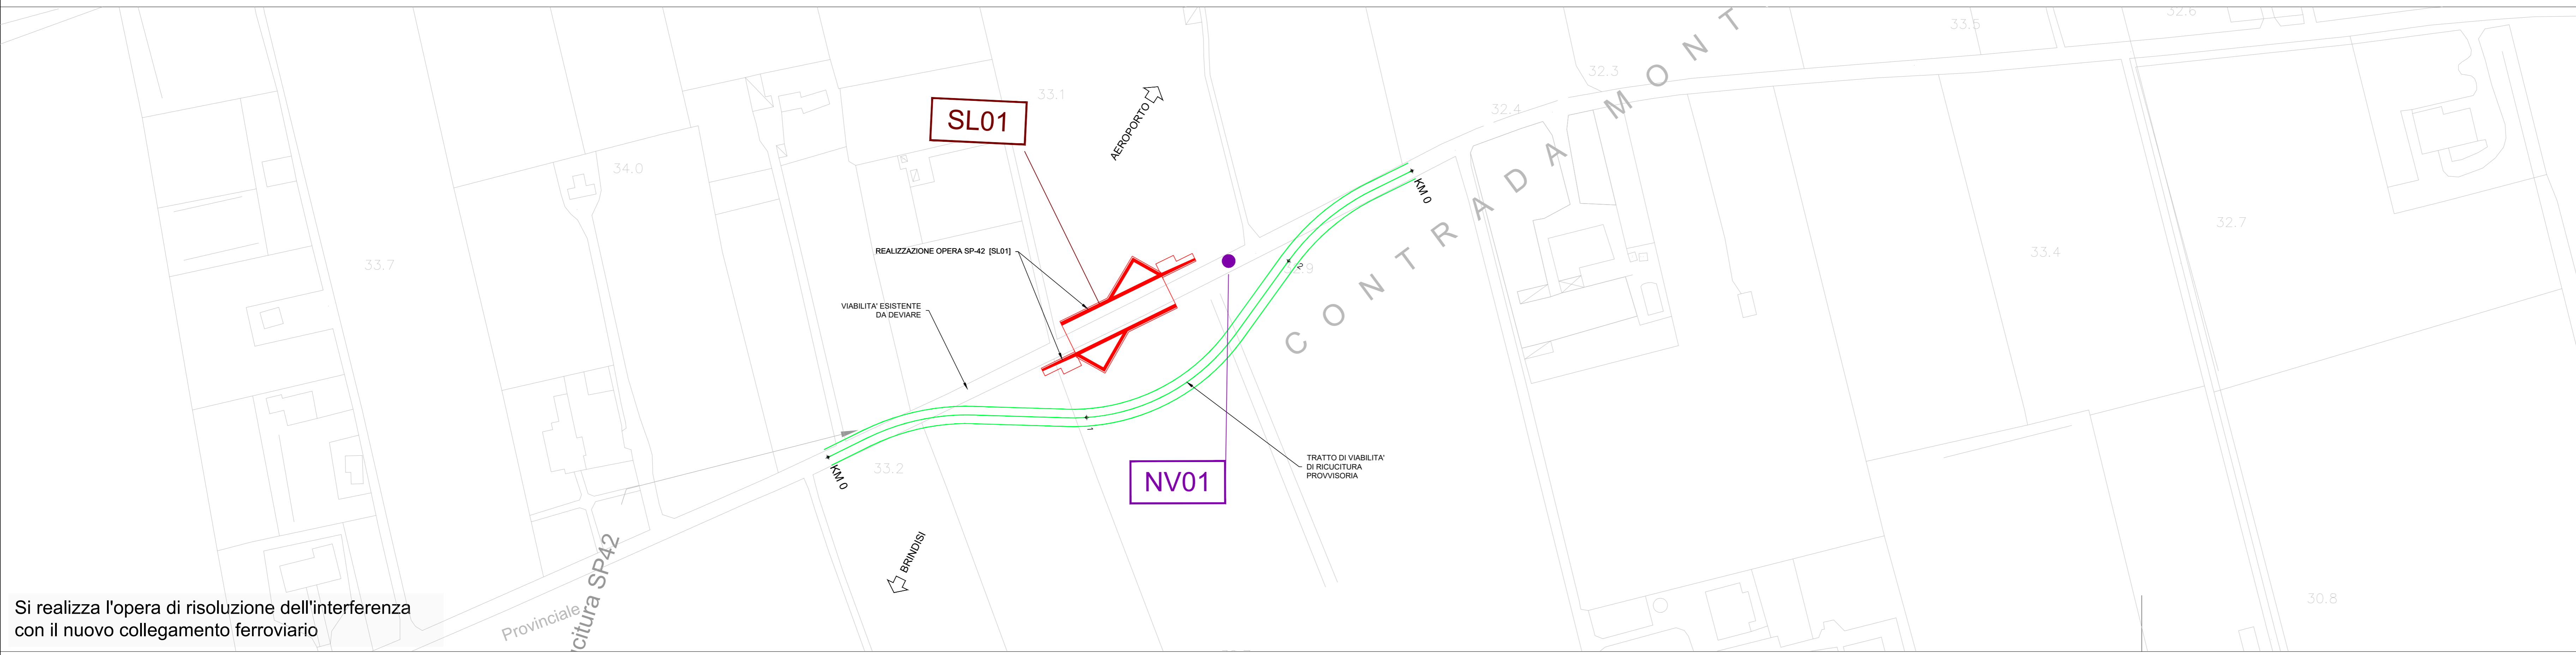 33.5
32.6
33.1
32.3
32.4
CONTRADA MONT
SL01
AEROPORTO
34.0
KM 0
32.7
33.7
REALIZZAZIONE OPERA SP-42 [SL01]
2
33.4
VIABILITA' ESISTENTE
DA DEVIARE
1
33.2
KM 0
NV01
TRATTO DI VIABILITA'
DI RICUCITURA
PROVVISORIA
BRINDISI
30.8
Provinciale
citura SP42
Si realizza l'opera di risoluzione dell'interferenza
con il nuovo collegamento ferroviario